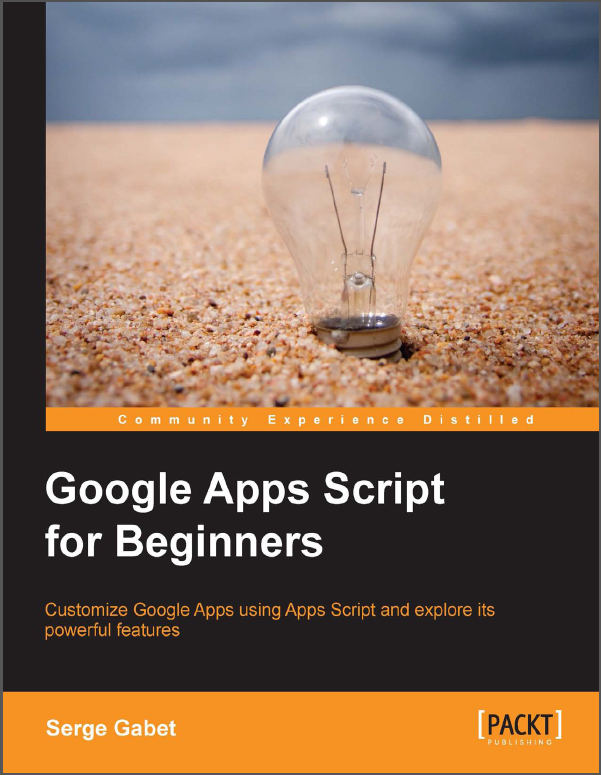 Community Experience Distilled
Google Apps Script
for Beginners
Customize Google Apps using Apps Script and explore its
powerful features
Serge Gabet
[PACKT]
PUBLISHING